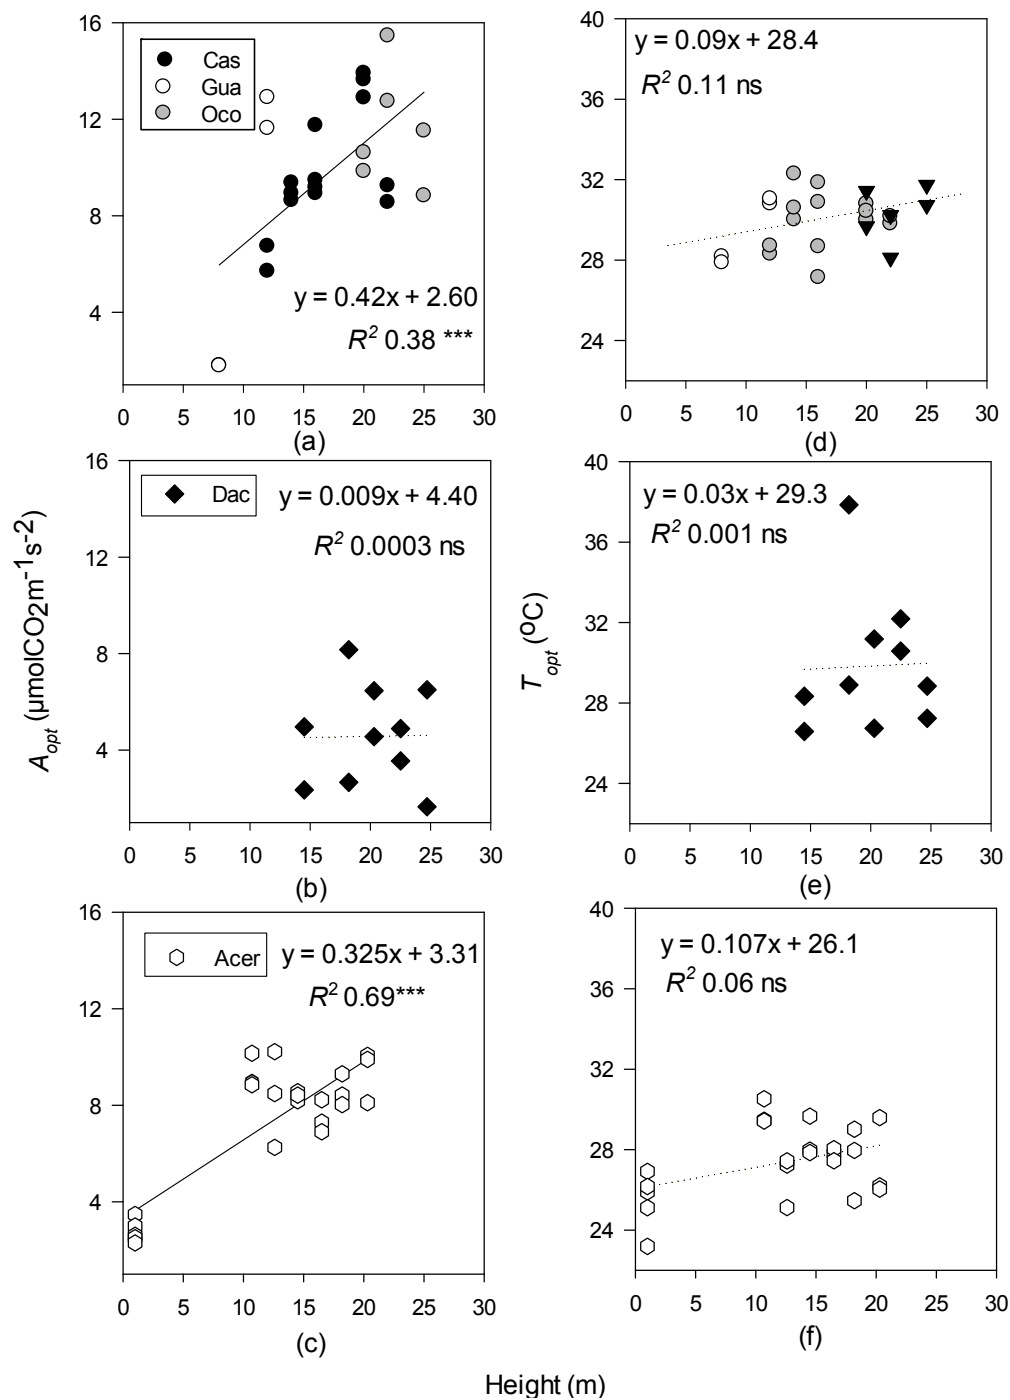 16
12
8
4
Cas
Gua
Oco
y = 0.42x + 2.60
R² 0.38 ***
0 5 10 15 20 25 30
(a)
40
36
32
28
24
y = 0.09x + 28.4
R² 0.11 ns
0 5 10 15 20 25 30
(d)
16
12
8
4
Dac
y = 0.009x + 4.40
R² 0.0003 ns
0 5 10 15 20 25 30
(b)
40
36
32
28
24
y = 0.03x + 29.3
R² 0.001 ns
0 5 10 15 20 25 30
(e)
16
12
8
4
Acer
y = 0.325x + 3.31
R² 0.69***
0 5 10 15 20 25 30
(c)
40
36
32
28
24
y = 0.107x + 26.1
R² 0.06 ns
0 5 10 15 20 25 30
(f)
A opt (µmolCO2m-1s-2)
T opt (ºC)
Height (m)